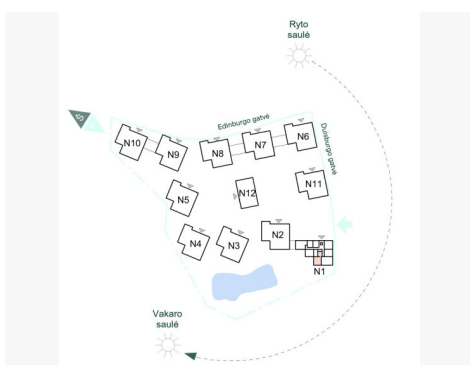 Ryto
saulė
Edinburgo gatvė
Duisburgo gatvė
N10
N9
N8
N7
N6
N5
N12
N11
N4
N3
N2
N1
Vakaro
saulė